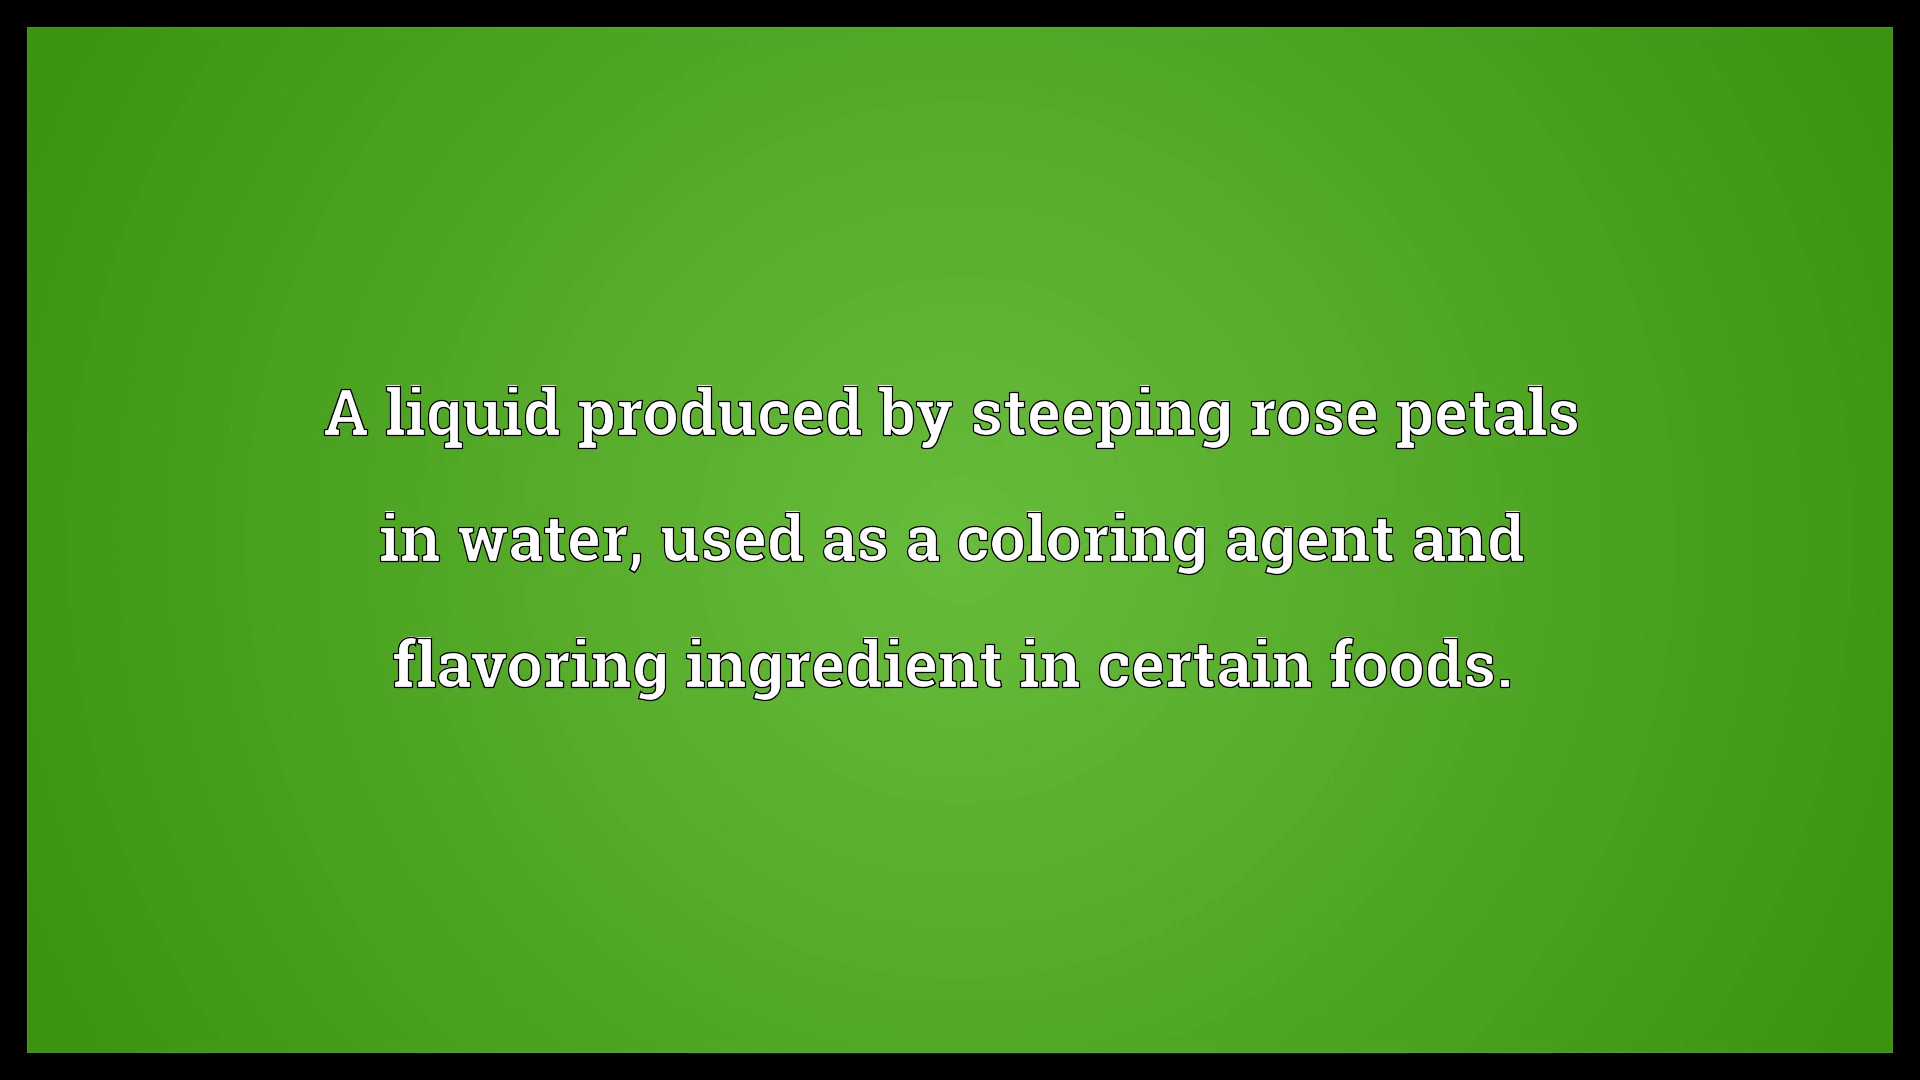 A liquid produced by steeping rose petals
in water, used as a coloring agent and
flavoring ingredient in certain foods.